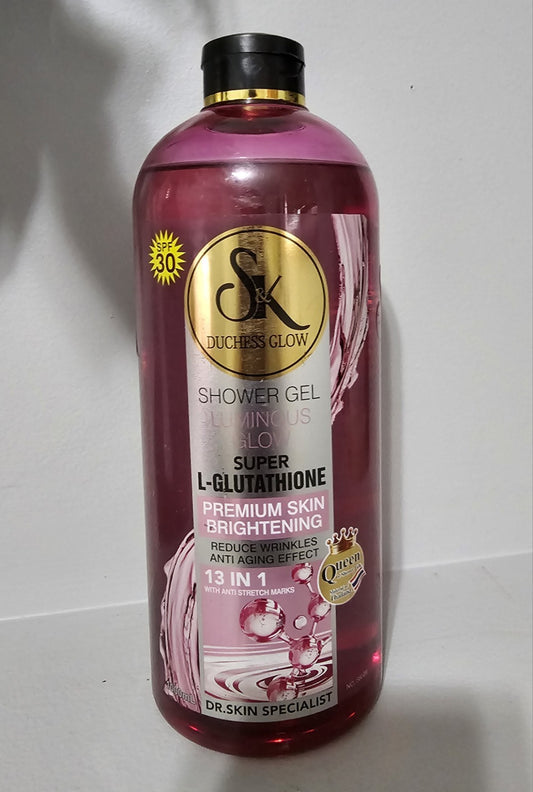 SPF
30
S&K
DUCHESS GLOW
SHOWER GEL
LUMINOUS
GLOW
SUPER
L-GLUTATHIONE
PREMIUM SKIN
BRIGHTENING
REDUCE WRINKLES
ANTI AGING EFFECT
13 IN 1
WITH ANTI STRETCH MARKS
Queen
Thailand
DR.SKIN SPECIALIST